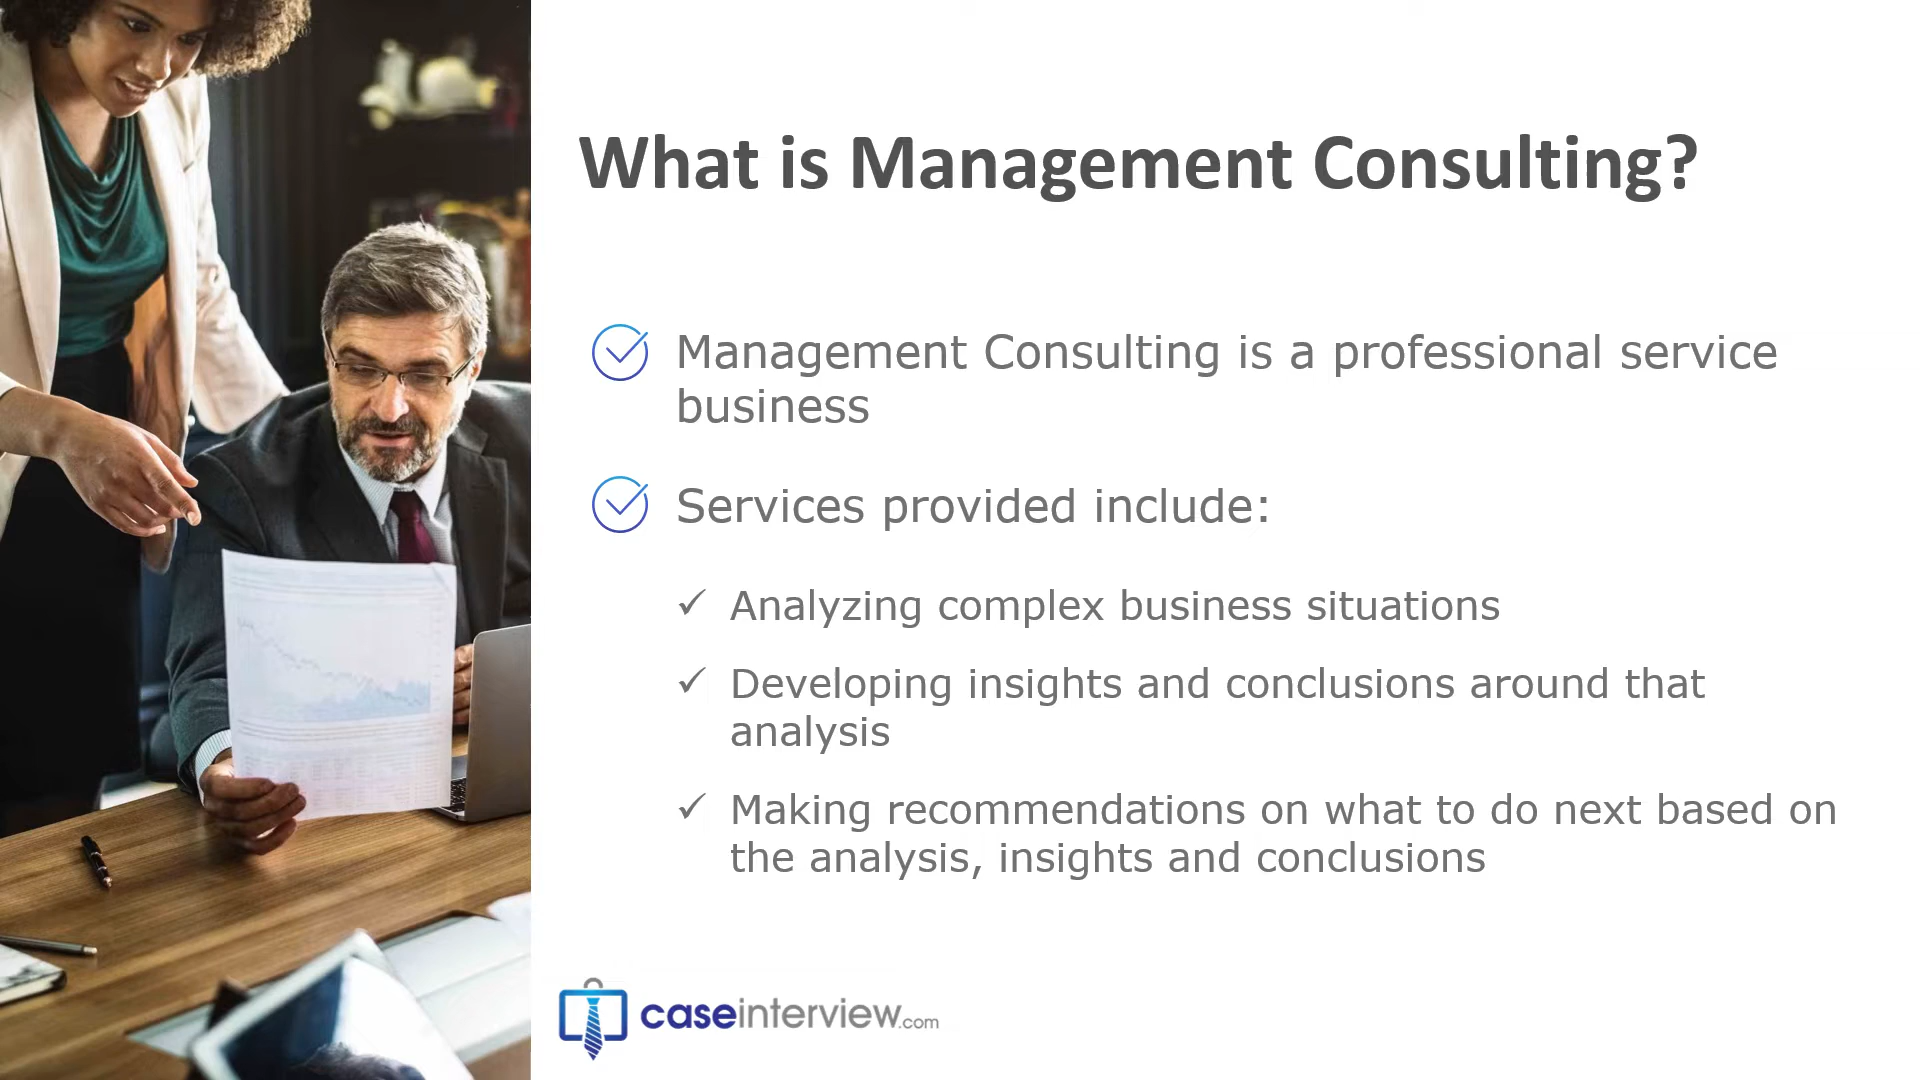 What is Management Consulting?
Management Consulting is a professional service
business
Services provided include:
Analyzing complex business situations
Developing insights and conclusions around that
analysis
Making recommendations on what to do next based on
the analysis, insights and conclusions
caseinterview.com